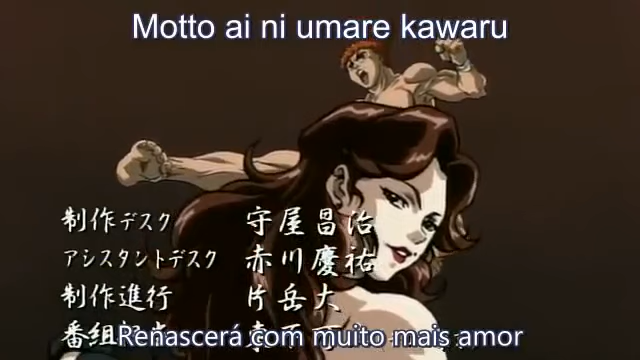 Motto ai ni umare kawaru
制作デスク 守屋昌治
アシスタントデスク 赤川慶祐
制作進行 片岳大
番組
Renascerá com muito mais amor